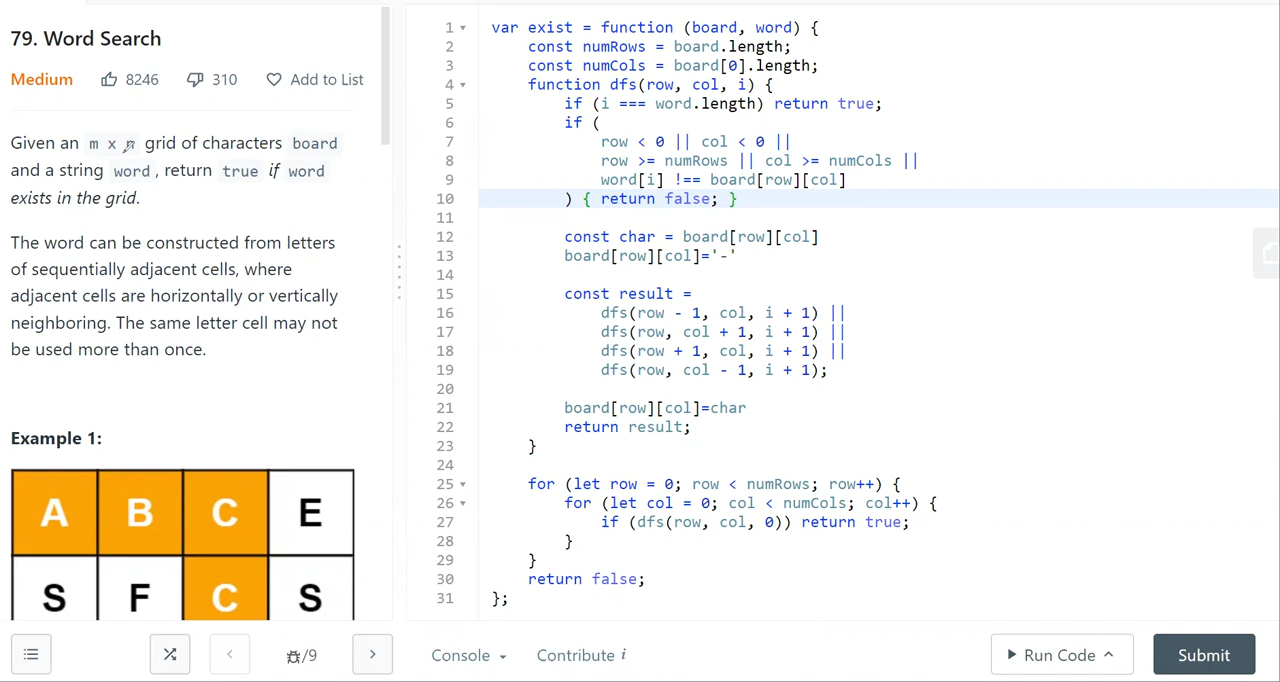 79. Word Search
Medium 8246 310 Add to List
Given an m x n grid of characters board
and a string word, return true if word
exists in the grid.
The word can be constructed from letters
of sequentially adjacent cells, where
adjacent cells are horizontally or vertically
neighboring. The same letter cell may not
be used more than once.
Example 1:
A B C E
S F C S
1 var exist = function (board, word) {
2 const numRows = board.length;
3 const numCols = board[0].length;
4 function dfs(row, col, i) {
5 if (i === word.length) return true;
6 if (
7 row < 0 || col < 0 ||
8 row >= numRows || col >= numCols ||
9 word[i] !== board[row][col]
10 ) { return false; }
11
12 const char = board[row][col]
13 board[row][col]='-'
14
15 const result =
16 dfs(row - 1, col, i + 1) ||
17 dfs(row, col + 1, i + 1) ||
18 dfs(row + 1, col, i + 1) ||
19 dfs(row, col - 1, i + 1);
20
21 board[row][col]=char
22 return result;
23 }
24
25 for (let row = 0; row < numRows; row++) {
26 for (let col = 0; col < numCols; col++) {
27 if (dfs(row, col, 0)) return true;
28 }
29 }
30 return false;
31 };
/9
Console Contribute i Run Code Submit